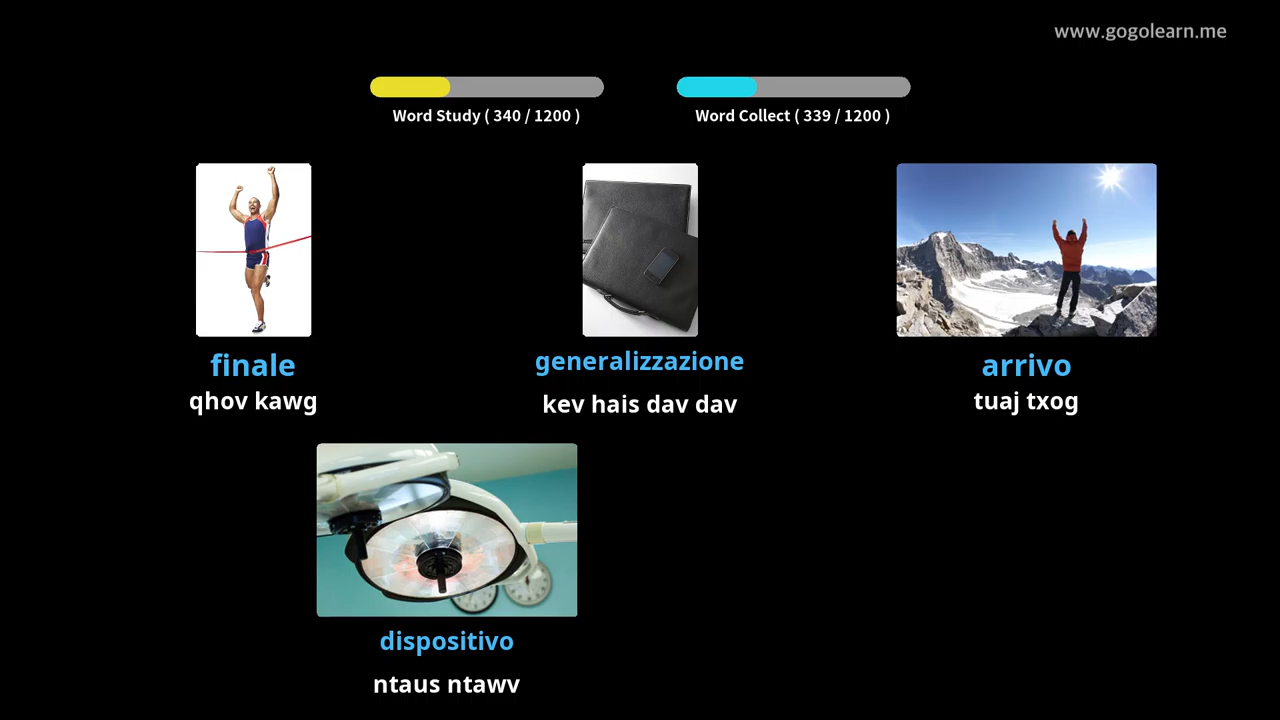 www.gogolearn.me
Word Study ( 340 / 1200 )
Word Collect ( 339 / 1200 )
finale
qhov kawg
generalizzazione
kev hais dav dav
arrivo
tuaj txog
dispositivo
ntaus ntawv